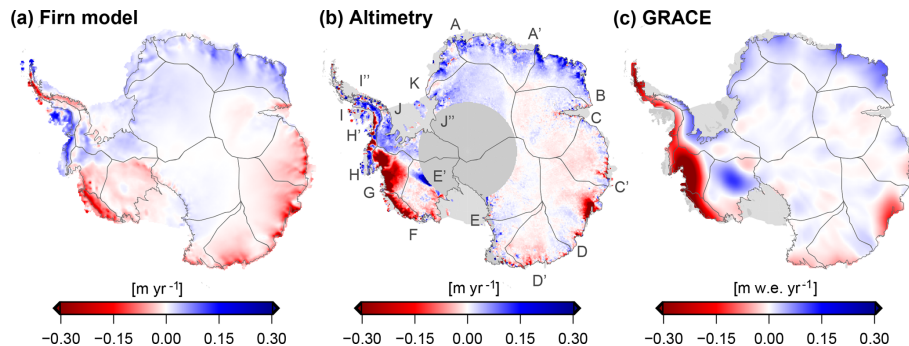 (a) Firn model
(b) Altimetry
(c) GRACE
A
A'
I''
K
B
J
C
I
J''
H'
H
E'
C'
G
E
F
D
D'
[m yr⁻¹]
−0.30 −0.15 0.00 0.15 0.30
[m yr⁻¹]
−0.30 −0.15 0.00 0.15 0.30
[m w.e. yr⁻¹]
−0.30 −0.15 0.00 0.15 0.30